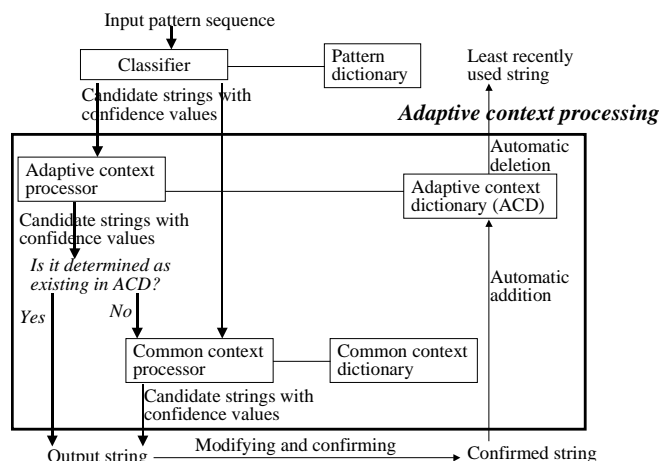 Input pattern sequence
Classifier
Pattern
dictionary
Least recently
used string
Candidate strings with
confidence values
Adaptive context processing
Automatic
deletion
Adaptive context
processor
Adaptive context
dictionary (ACD)
Candidate strings with
confidence values
Is it determined as
existing in ACD?
Automatic
addition
Yes
No
Common context
processor
Common context
dictionary
Candidate strings with
confidence values
Output string
Modifying and confirming
Confirmed string